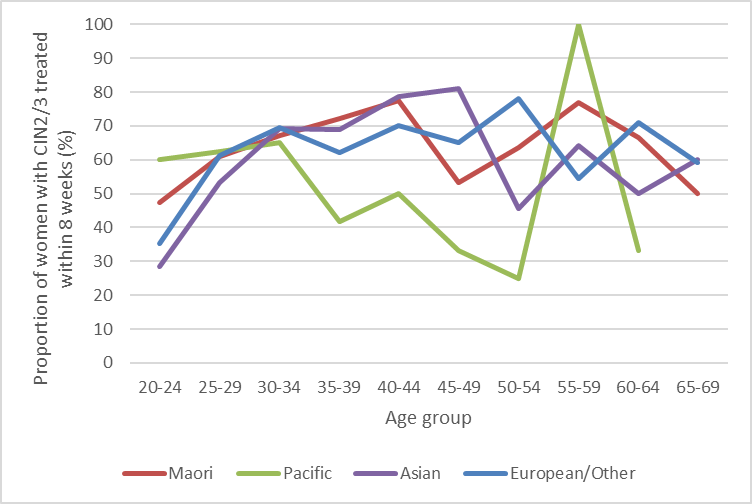 Proportion of women with CIN2/3 treated
within 8 weeks (%)
100
90
80
70
60
50
40
30
20
10
0
20-24 25-29 30-34 35-39 40-44 45-49 50-54 55-59 60-64 65-69
Age group
Maori Pacific Asian European/Other